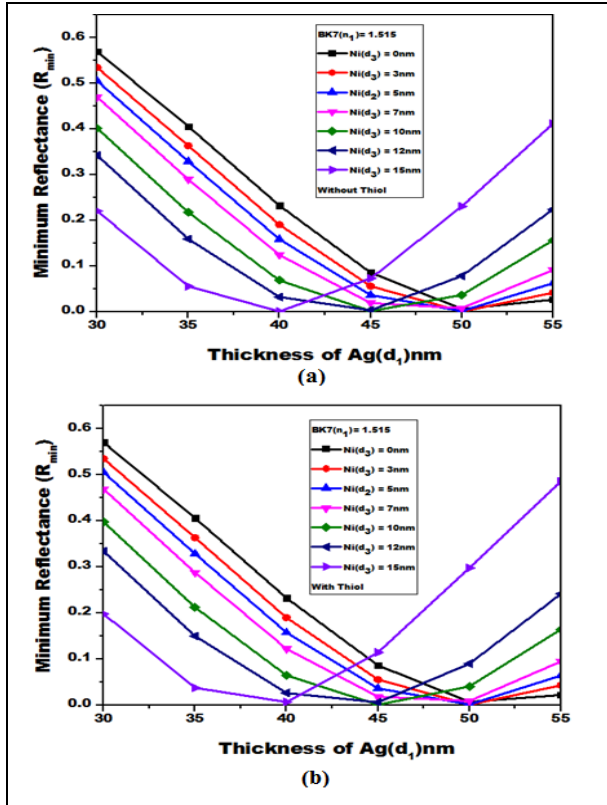 (a)
0.6
0.5
0.4
0.3
0.2
0.1
0.0
Minimum Reflectance (Rmin)
BK7(n1)= 1.515
Ni(d3) = 0nm
Ni(d3) = 3nm
Ni(d2) = 5nm
Ni(d3) = 7nm
Ni(d3) = 10nm
Ni(d3) = 12nm
Ni(d3) = 15nm
Without Thiol
30 35 40 45 50 55
Thickness of Ag(d1)nm
(a)
0.6
0.5
0.4
0.3
0.2
0.1
0.0
Minimum Reflectance (Rmin)
BK7(n1)= 1.515
Ni(d3) = 0nm
Ni(d3) = 3nm
Ni(d2) = 5nm
Ni(d3) = 7nm
Ni(d3) = 10nm
Ni(d3) = 12nm
Ni(d3) = 15nm
With Thiol
30 35 40 45 50 55
Thickness of Ag(d1)nm
(b)